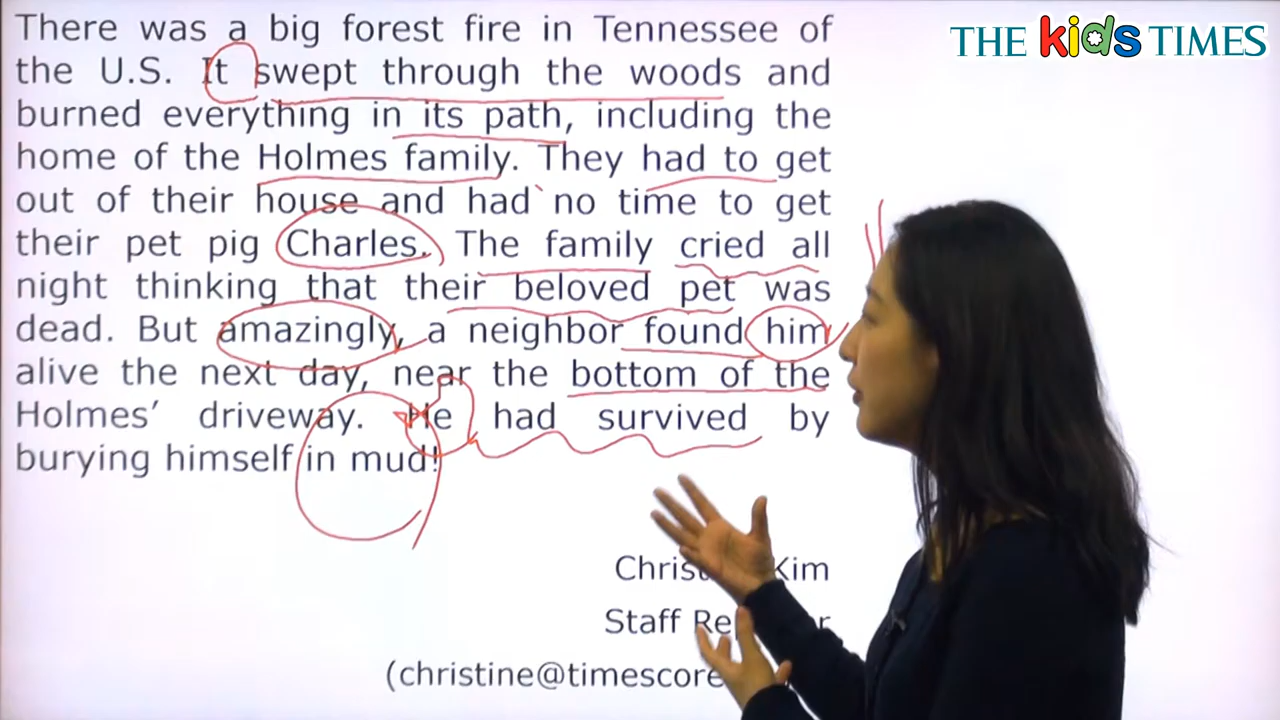 THE kids TIMES
There was a big forest fire in Tennessee of
the U.S. It swept through the woods and
burned everything in its path, including the
home of the Holmes family. They had to get
out of their house and had no time to get
their pet pig Charles. The family cried all
night thinking that their beloved pet was
dead. But amazingly, a neighbor found him
alive the next day, near the bottom of the
Holmes’ driveway. He had survived by
burying himself in mud!
Kim
Staff
(christine@timescore